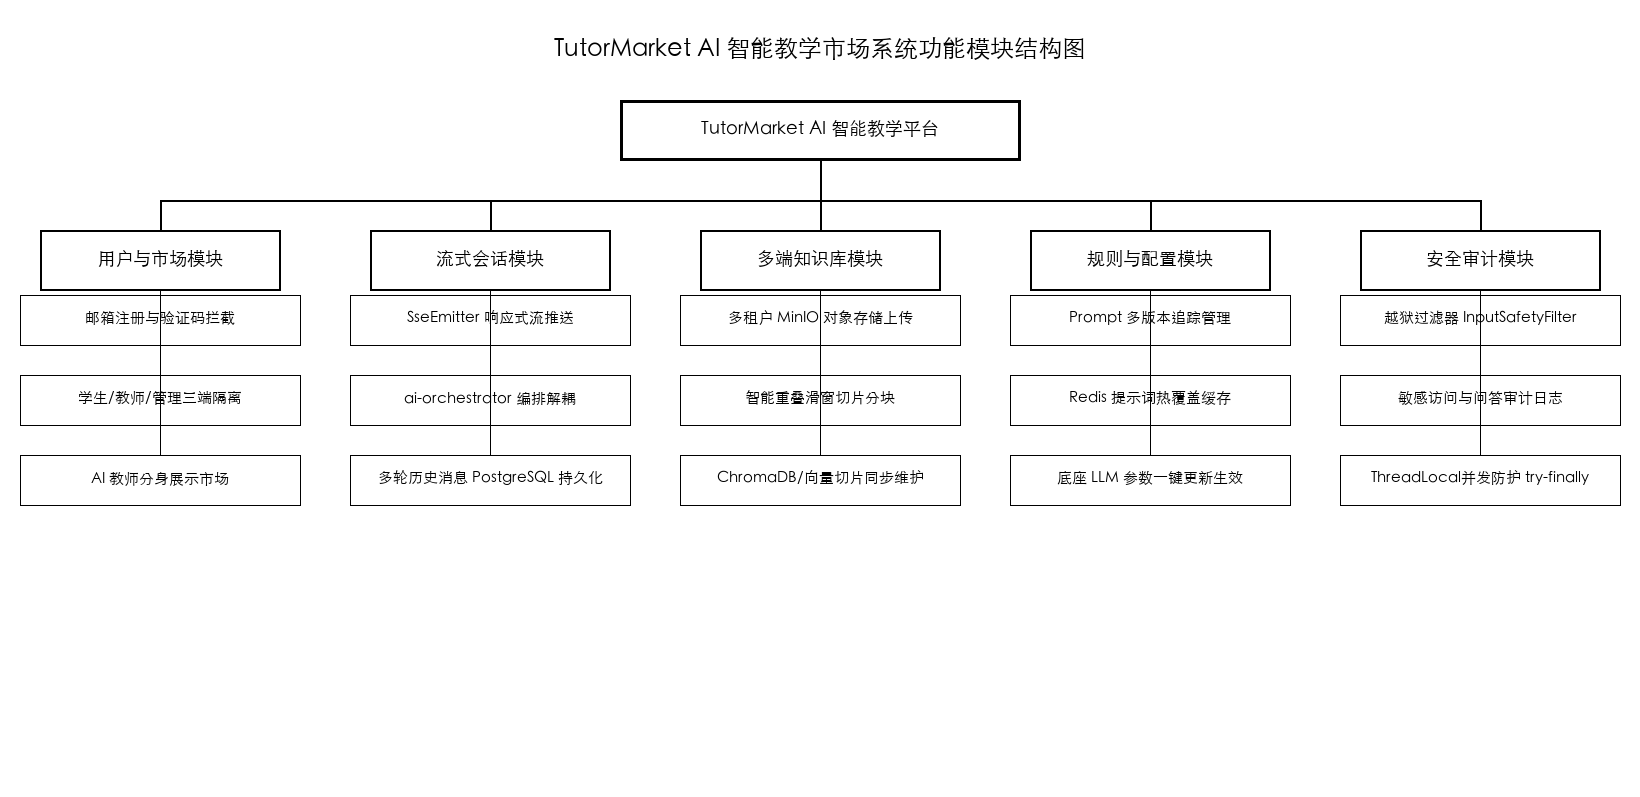 TutorMarket AI 智能教学市场系统功能模块结构图
TutorMarket AI 智能教学平台
用户与市场模块
流式会话模块
多端知识库模块
规则与配置模块
安全审计模块
邮箱注册与验证码拦截
SseEmitter 响应式流推送
多租户 MinIO 对象存储上传
Prompt 多版本追踪管理
越狱过滤器 InputSafetyFilter
学生/教师/管理三端隔离
ai-orchestrator 编排解耦
智能重叠滑窗切片分块
Redis 提示词热覆盖缓存
敏感访问与问答审计日志
AI 教师分身展示市场
多轮历史消息 PostgreSQL 持久化
ChromaDB/向量切片同步维护
底座 LLM 参数一键更新生效
ThreadLocal并发防护 try-finally